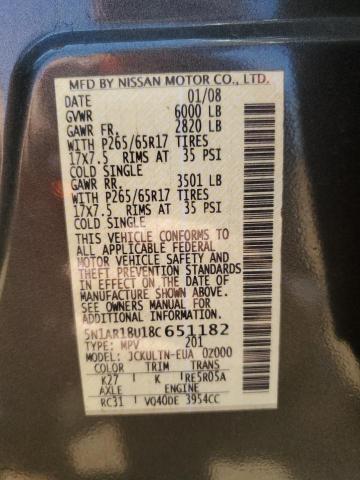 MFD BY NISSAN MOTOR CO., LTD.
DATE 01/08
GVWR 6000 LB
GAWR FR. 2820 LB
WITH P265/65R17 TIRES
17X7.5 RIMS AT 35 PSI
COLD SINGLE
GAWR RR. 3501 LB
WITH P265/65R17 TIRES
17X7.5 RIMS AT 35 PSI
COLD SINGLE
THIS VEHICLE CONFORMS TO
ALL APPLICABLE FEDERAL
MOTOR VEHICLE SAFETY AND
THEFT PREVENTION STANDARDS
IN EFFECT ON THE DATE OF
MANUFACTURE SHOWN ABOVE.
SEE OWNERS MANUAL FOR
ADDITIONAL INFORMATION
5N1AR18U18C651182
TYPE: MPV 201
MODEL: JCKULTN-EUA 0Z000
COLOR TRIM TRANS
K27 K RE5R05A
AXLE ENGINE
RC31 VQ40DE 3954CC